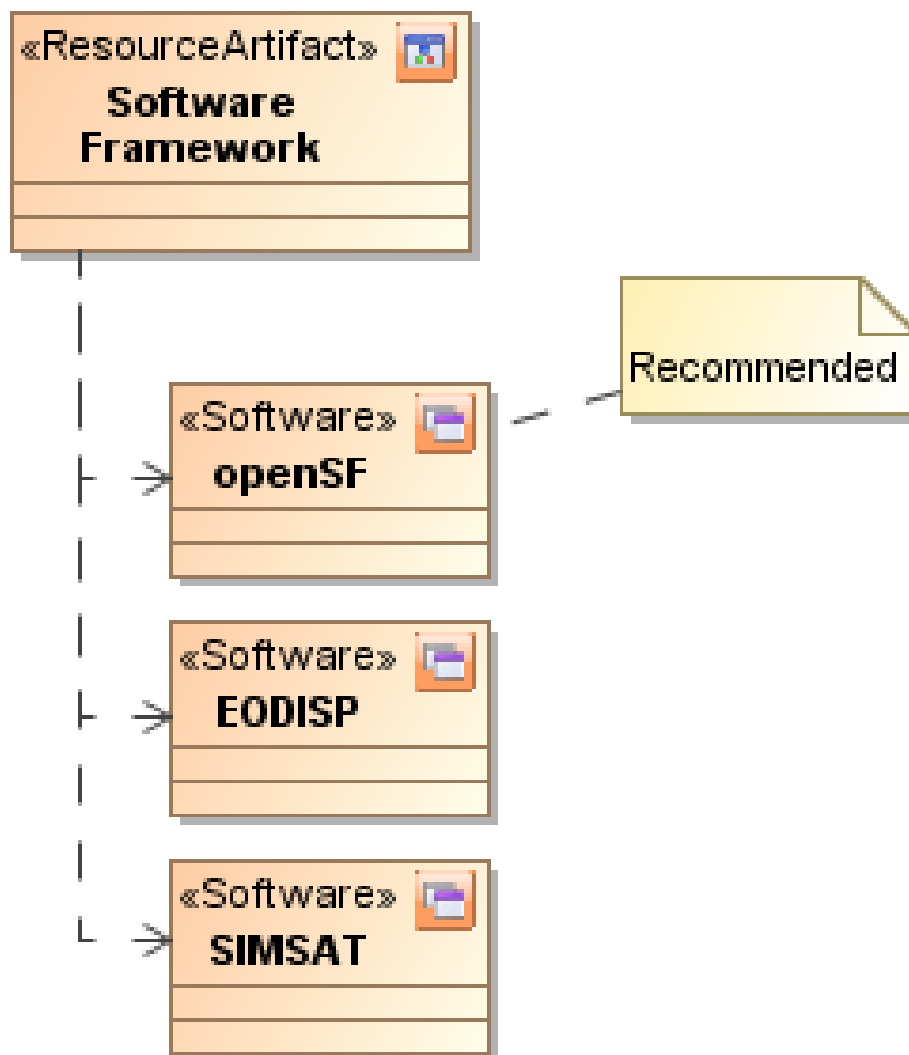 «ResourceArtifact»
Software
Framework
Recommended
«Software»
openSF
«Software»
EODISP
«Software»
SIMSAT